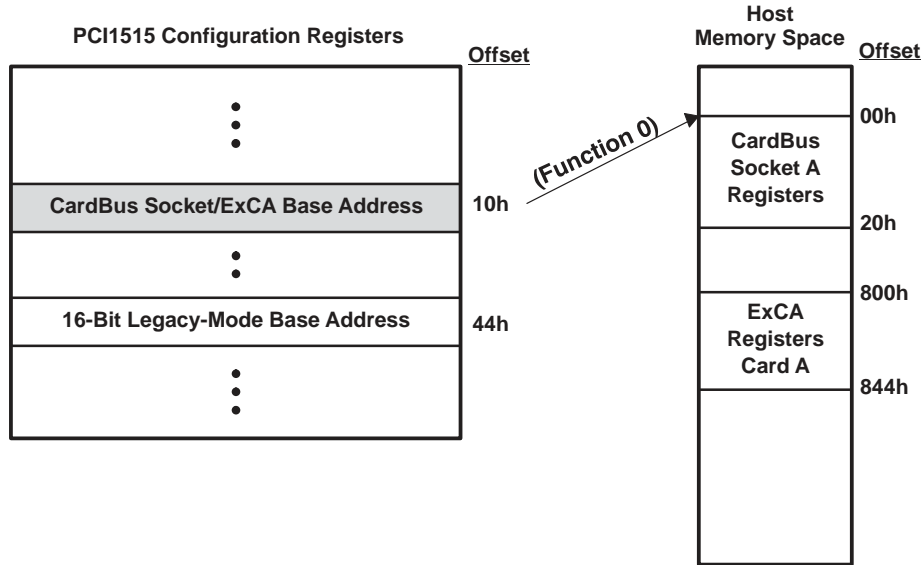 PCI1515 Configuration Registers
Offset
CardBus Socket/ExCA Base Address
10h
16-Bit Legacy-Mode Base Address
44h
(Function 0)
Host
Memory Space
Offset
00h
CardBus
Socket A
Registers
20h
800h
ExCA
Registers
Card A
844h